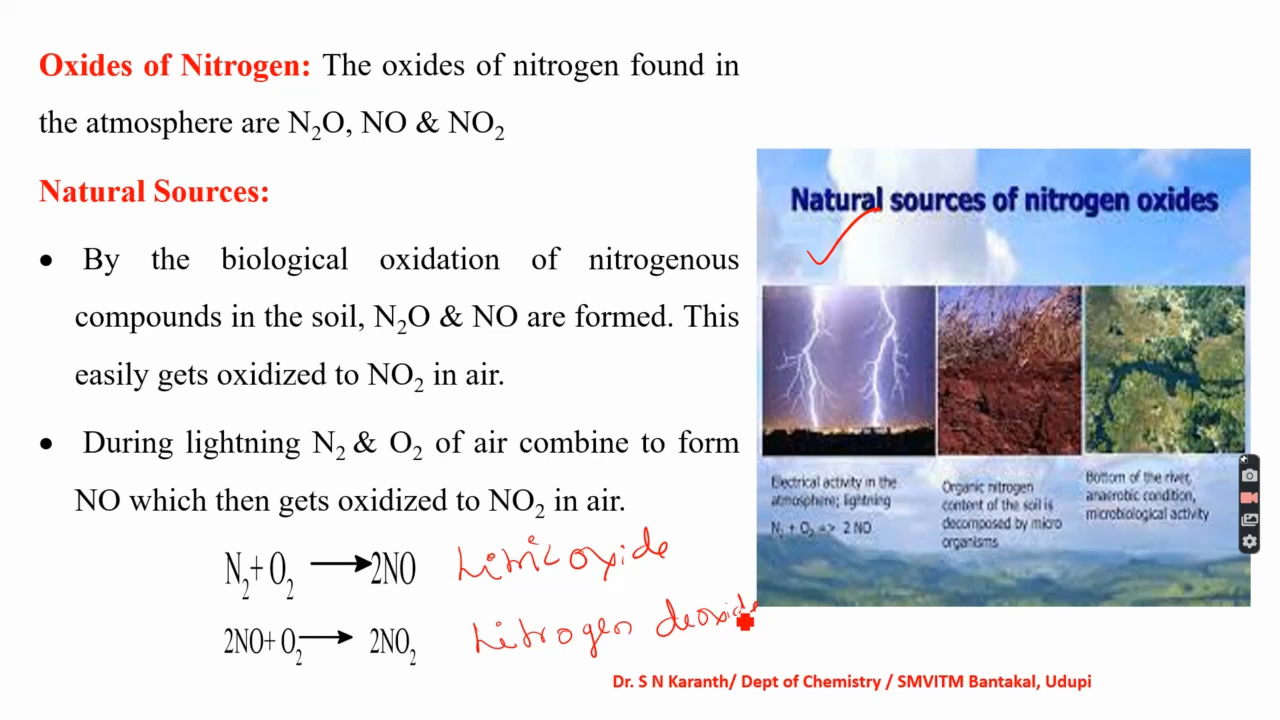 Oxides of Nitrogen: The oxides of nitrogen found in
the atmosphere are N₂O, NO & NO₂
Natural Sources:
• By the biological oxidation of nitrogenous
compounds in the soil, N₂O & NO are formed. This
easily gets oxidized to NO₂ in air.
• During lightning N₂ & O₂ of air combine to form
NO which then gets oxidized to NO₂ in air.
N₂+ O₂ ⟶ 2NO Nitric oxide
2NO+ O₂ ⟶ 2NO₂ Nitrogen deoxide
Natural sources of nitrogen oxides
Electrical activity in the
atmosphere; lightning
N₂ + O₂ => 2 NO
Organic nitrogen
content of the soil is
decomposed by micro
organisms
Bottom of the river,
anaerobic condition,
microbiological activity
Dr. S N Karanth/ Dept of Chemistry / SMVITM Bantakal, Udupi